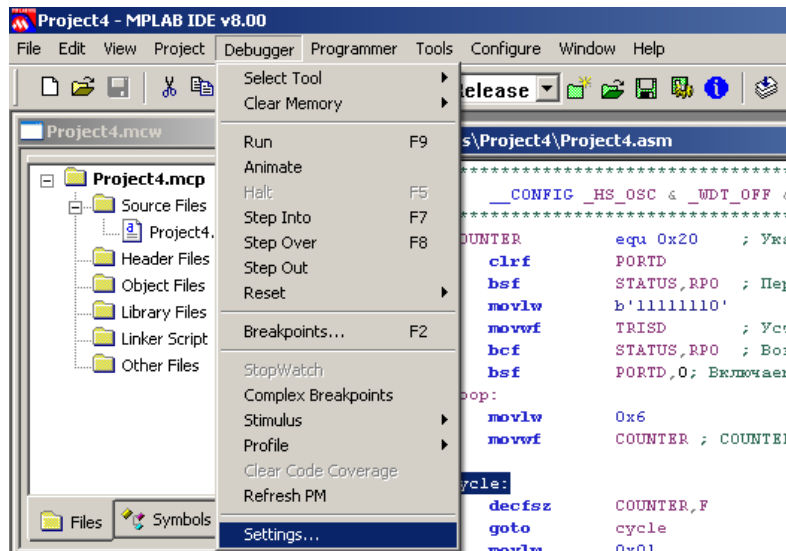 Project4 - MPLAB IDE v8.00
File Edit View Project Debugger Programmer Tools Configure Window Help
elease
Project4.mcw
Project4.mcp
Source Files
Project4.
Header Files
Object Files
Library Files
Linker Script
Other Files
Files Symbols
Select Tool
Clear Memory
Run F9
Animate
Halt F5
Step Into F7
Step Over F8
Step Out
Reset
Breakpoints... F2
StopWatch
Complex Breakpoints
Stimulus
Profile
Clear Code Coverage
Refresh PM
Settings...
s\Project4\Project4.asm
*********************************
__CONFIG _HS_OSC & _WDT_OFF &
*********************************
OUNTER equ 0x20 ; Ука
clrf PORTD
bsf STATUS,RP0 ; Пер
movlw b'11111110'
movwf TRISD ; Уст
bcf STATUS,RP0 ; Воз
bsf PORTD,0; Включаем
oop:
movlw 0x6
movwf COUNTER ; COUNTE
ycle:
decfsz COUNTER,F
goto cycle
movlw 0x01